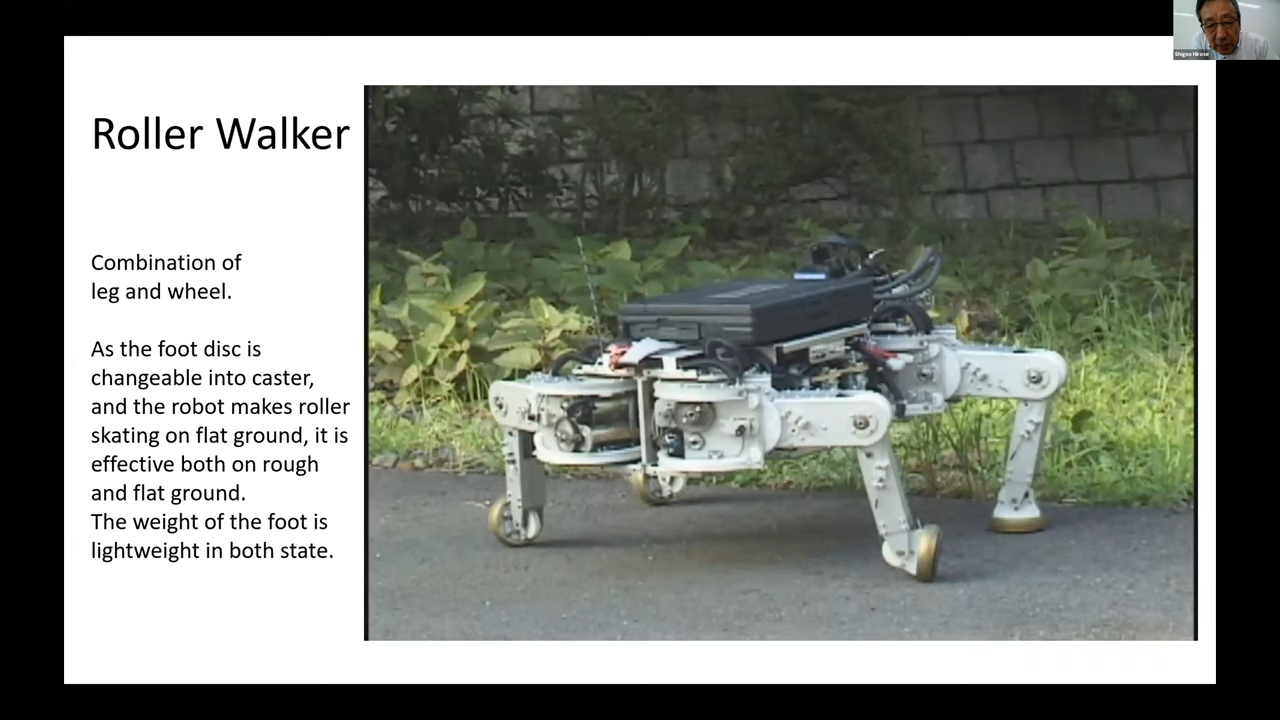 Shigeo Hirose
Roller Walker
Combination of
leg and wheel.
As the foot disc is
changeable into caster,
and the robot makes roller
skating on flat ground, it is
effective both on rough
and flat ground.
The weight of the foot is
lightweight in both state.